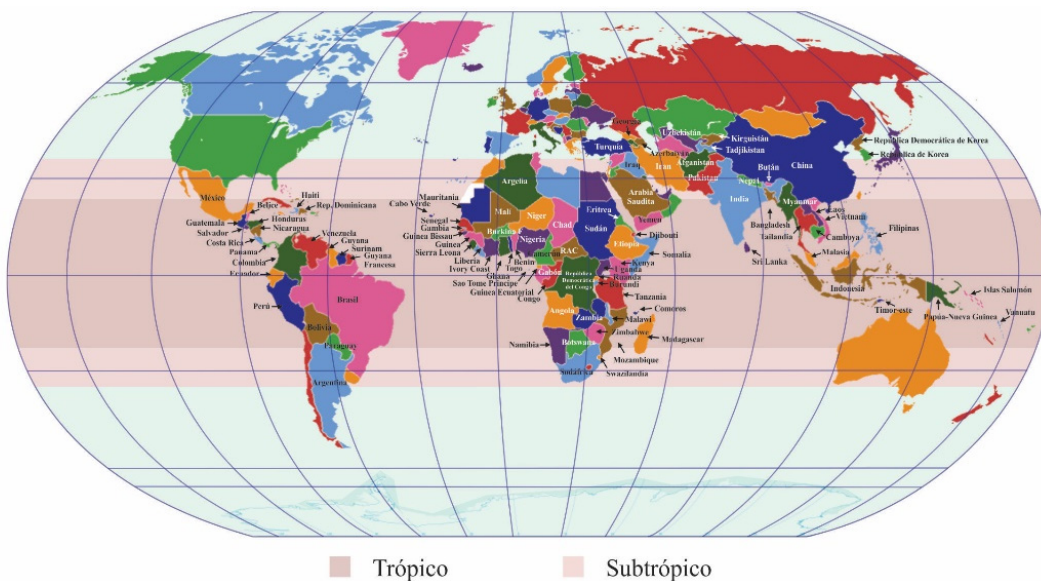 Georgia
Uzbekistán
Kirguistán
República Democrática de Korea
República de Korea
Turquía
Azerbaiyán
Tadjikistán
Iraq
Iran
Afganistán
China
Pakistán
Bután
Nepal
Argelia
Arabia
Saudita
India
Myanmar
Laos
Vietnam
México
Belice
Haití
Rep. Dominicana
Mauritania
Cabo Verde
Mali
Níger
Chad
Eritrea
Sudán
Yemen
Bangladesh
Tailandia
Camboya
Filipinas
Guatemala
Honduras
Salvador
Nicaragua
Costa Rica
Panama
Venezuela
Guyana
Surinam
Guyana
Francesa
Colombia
Ecuador
Senegal
Gambia
Guinea Bissau
Guinea
Sierra Leona
Liberia
Ivory Coast
Ghana
Togo
Benin
Nigeria
RAC
Djibouti
Etiopia
Somalia
Sri Lanka
Malasia
Sao Tome Principe
Guinea Ecuatorial
Gabón
Congo
República
Democrática
del Congo
Uganda
Kenya
Ruanda
Burundi
Tanzania
Indonesia
Islas Salomón
Perú
Brasil
Bolivia
Paraguay
Argentina
Angola
Zambia
Comoros
Malawi
Zimbabwe
Madagascar
Mozambique
Swazilandia
Namibia
Botswana
Sudáfrica
Timor-este
Papúa-Nueva Guinea
Vanuatu
Trópico
Subtrópico